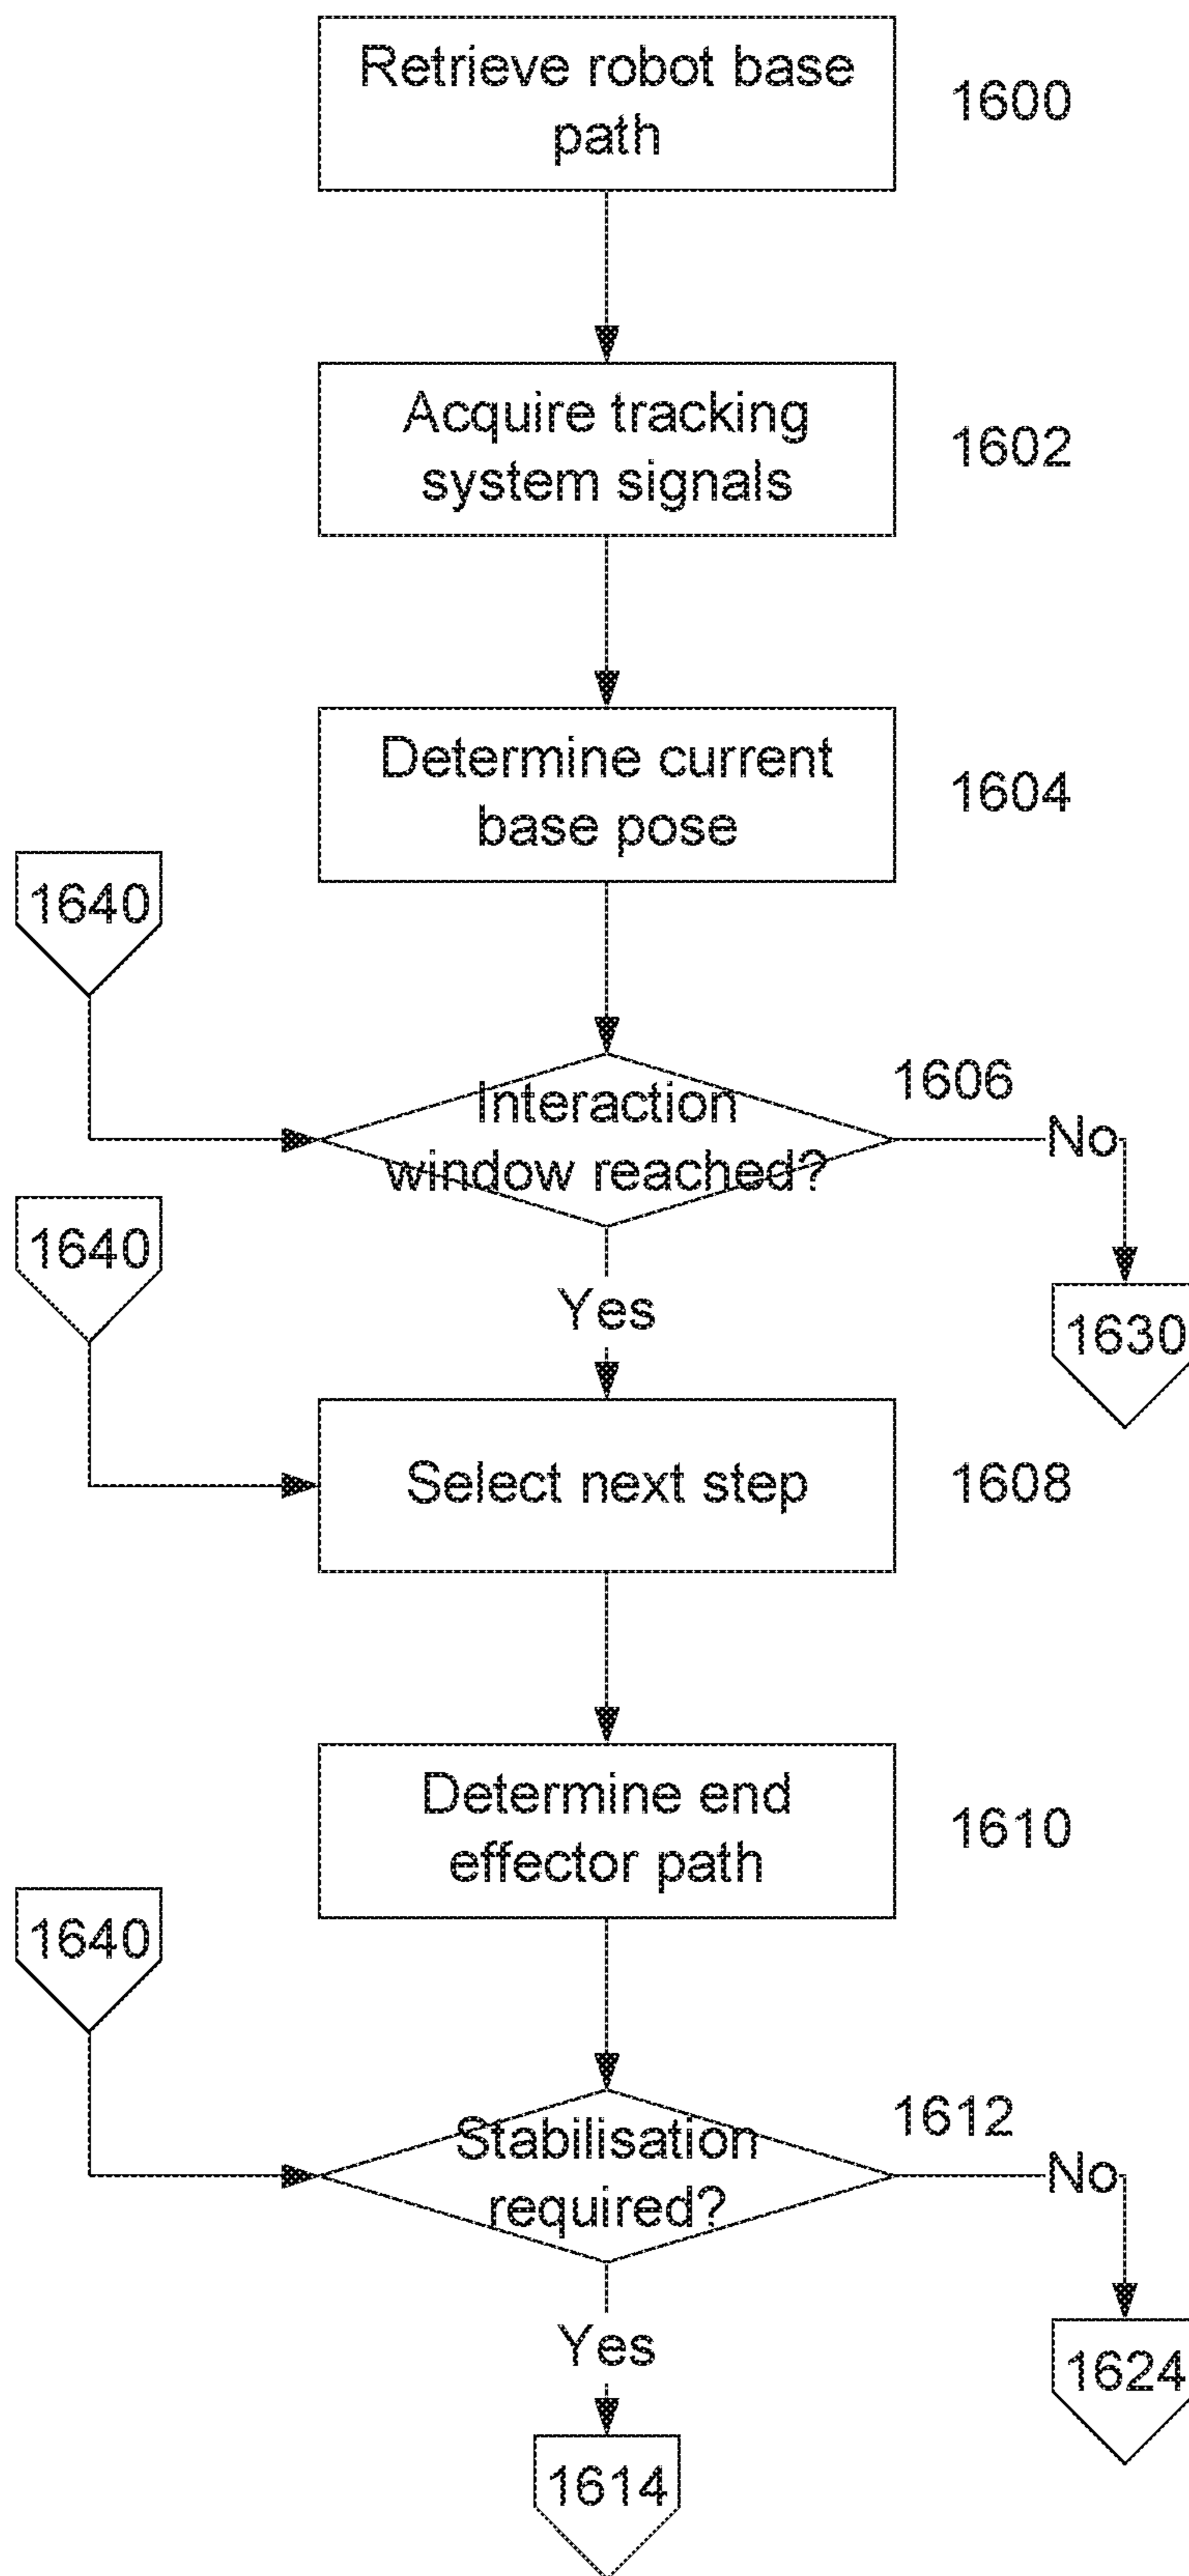 Retrieve robot base
path
1600
Acquire tracking
system signals
1602
Determine current
base pose
1604
1640
Interaction
window reached?
1606
No
1640
Yes
1630
Select next step
1608
Determine end
effector path
1610
1640
Stabilisation
required?
1612
No
Yes
1624
1614